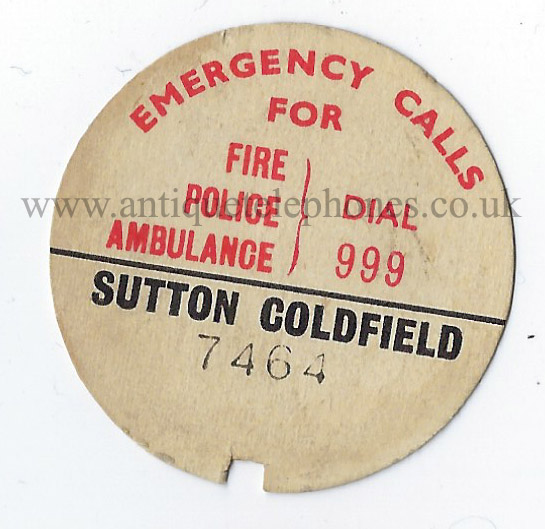 EMERGENCY CALLS
FOR
FIRE
POLICE
AMBULANCE
DIAL
999
www.antiquetelephones.co.uk
SUTTON COLDFIELD
7464